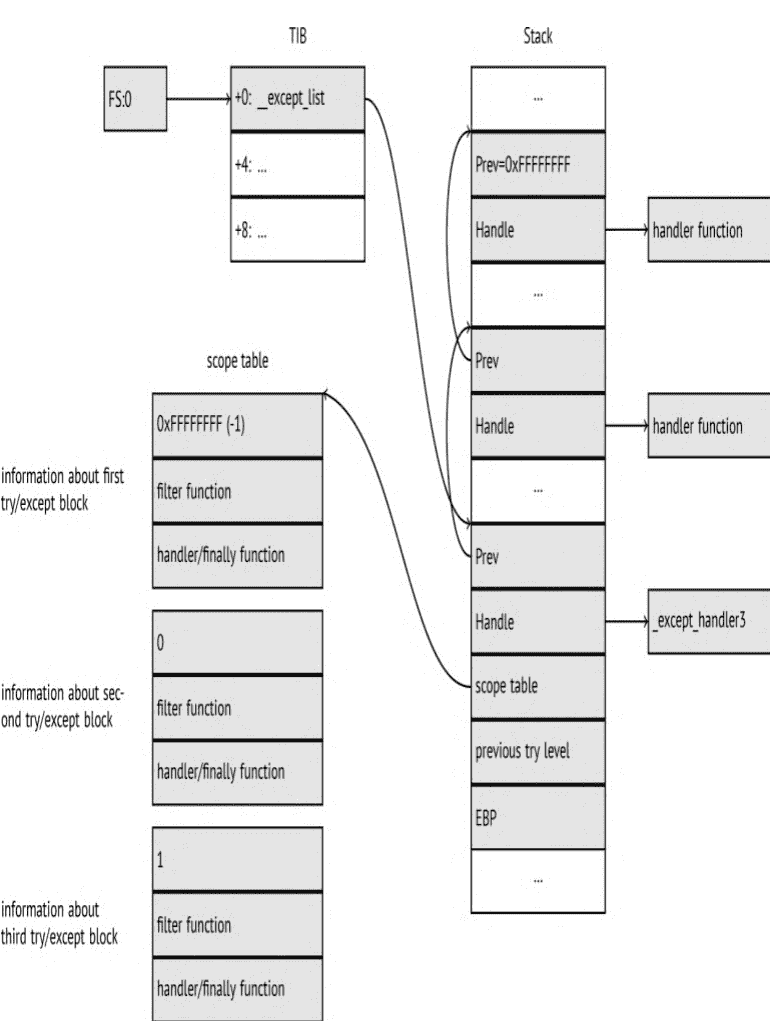 TIB
Stack
FS:0
+0: __except_list
+4: ...
+8: ...
...
Prev=0xFFFFFFFF
Handle
handler function
...
Prev
Handle
handler function
...
Prev
Handle
_except_handler3
scope table
previous try level
EBP
...
scope table
0xFFFFFFFF (-1)
information about first
try/except block
filter function
handler/finally function
0
information about sec-
ond try/except block
filter function
handler/finally function
1
information about
third try/except block
filter function
handler/finally function